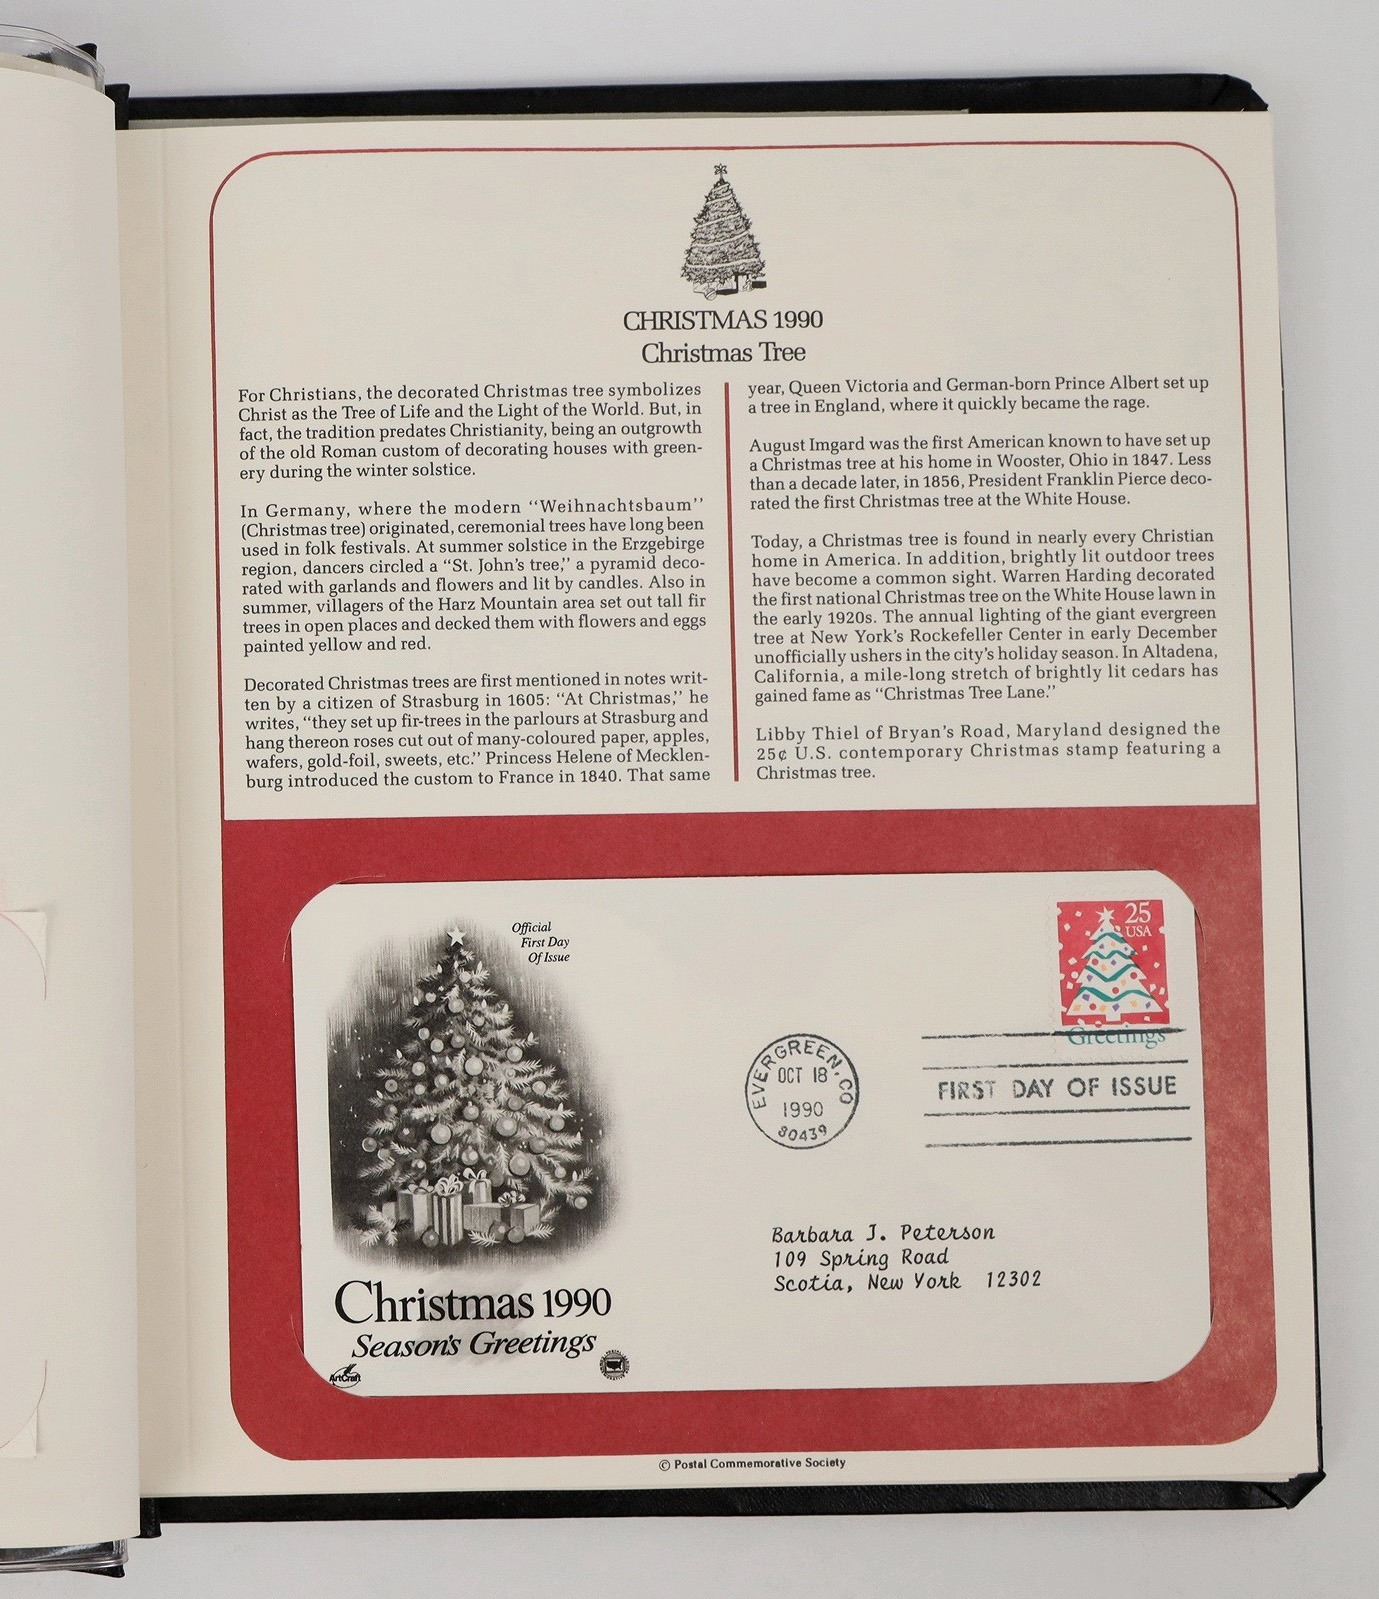 CHRISTMAS 1990
Christmas Tree
For Christians, the decorated Christmas tree symbolizes
Christ as the Tree of Life and the Light of the World. But, in
fact, the tradition predates Christianity, being an outgrowth
of the old Roman custom of decorating houses with green-
ery during the winter solstice.
In Germany, where the modern "Weihnachtsbaum"
(Christmas tree) originated, ceremonial trees have long been
used in folk festivals. At summer solstice in the Erzgebirge
region, dancers circled a "St. John's tree," a pyramid deco-
rated with garlands and flowers and lit by candles. Also in
summer, villagers of the Harz Mountain area set out tall fir
trees in open places and decked them with flowers and eggs
painted yellow and red.
Decorated Christmas trees are first mentioned in notes writ-
ten by a citizen of Strasburg in 1605: "At Christmas," he
writes, "they set up fir-trees in the parlours at Strasburg and
hang thereon roses cut out of many-coloured paper, apples,
wafers, gold-foil, sweets, etc." Princess Helene of Mecklen-
burg introduced the custom to France in 1840. That same
year, Queen Victoria and German-born Prince Albert set up
a tree in England, where it quickly became the rage.
August Imgard was the first American known to have set up
a Christmas tree at his home in Wooster, Ohio in 1847. Less
than a decade later, in 1856, President Franklin Pierce deco-
rated the first Christmas tree at the White House.
Today, a Christmas tree is found in nearly every Christian
home in America. In addition, brightly lit outdoor trees
have become a common sight. Warren Harding decorated
the first national Christmas tree on the White House lawn in
the early 1920s. The annual lighting of the giant evergreen
tree at New York's Rockefeller Center in early December
unofficially ushers in the city's holiday season. In Altadena,
California, a mile-long stretch of brightly lit cedars has
gained fame as "Christmas Tree Lane."
Libby Thiel of Bryan's Road, Maryland designed the
25¢ U.S. contemporary Christmas stamp featuring a
Christmas tree.
Official
First Day
Of Issue
25
USA
Greetings
EVERGREEN, CO
OCT 18
1990
80439
FIRST DAY OF ISSUE
Barbara J. Peterson
109 Spring Road
Scotia, New York 12302
Christmas 1990
Season's Greetings
ArtCraft
© Postal Commemorative Society